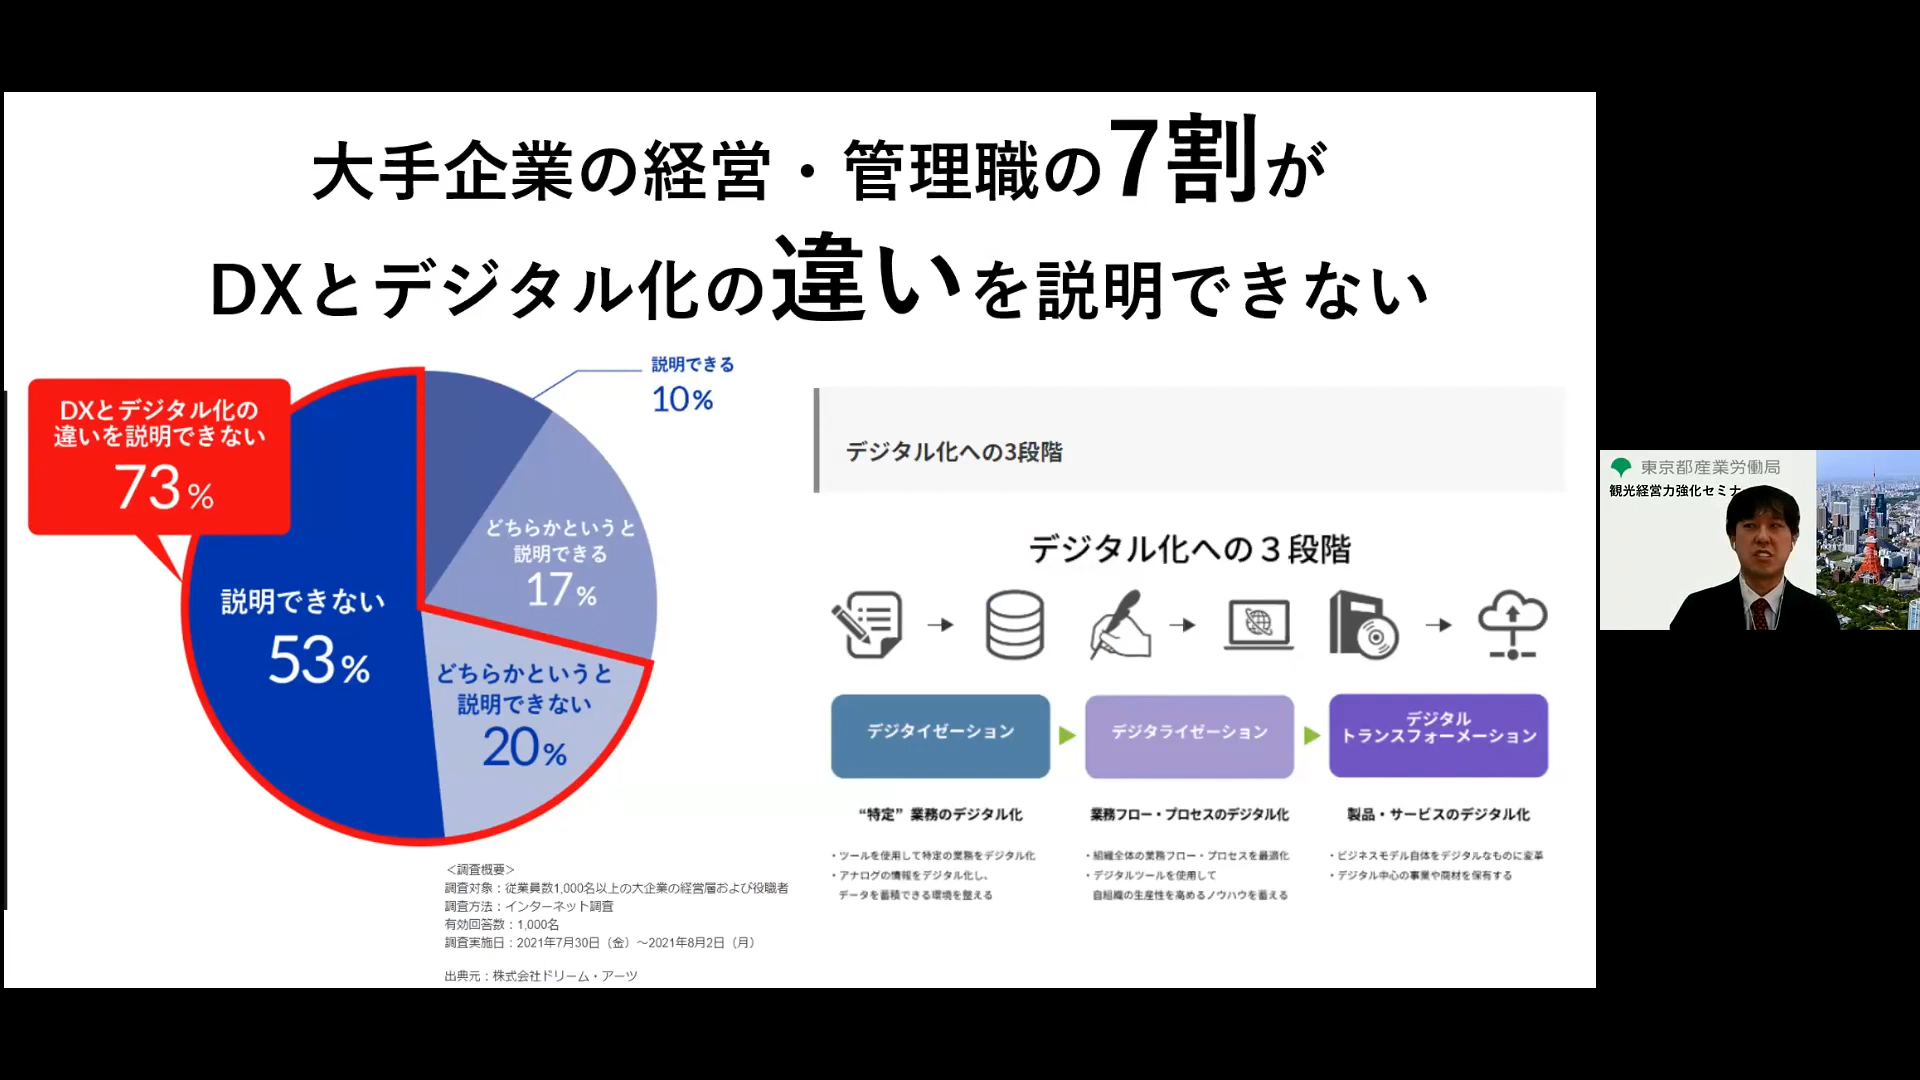 大手企業の経営・管理職の7割が
DXとデジタル化の違いを説明できない
DXとデジタル化の
違いを説明できない
73%
説明できる
10%
どちらかというと
説明できる
17%
説明できない
53%
どちらかというと
説明できない
20%
＜調査概要＞
調査対象：従業員数1,000名以上の大企業の経営層および役職者
調査方法：インターネット調査
有効回答数：1,000名
調査実施日：2021年7月30日（金）～2021年8月2日（月）
出典元：株式会社ドリーム・アーツ
デジタル化への3段階
デジタル化への３段階
デジタイゼーション
デジタライゼーション
デジタル
トランスフォーメーション
“特定”業務のデジタル化
業務フロー・プロセスのデジタル化
製品・サービスのデジタル化
・ツールを使用して特定の業務をデジタル化
・アナログの情報をデジタル化し、
データを蓄積できる環境を整える
・組織全体の業務フロー・プロセスを最適化
・デジタルツールを使用して
自組織の生産性を高めるノウハウを蓄える
・ビジネスモデル自体をデジタルなものに変革
・デジタル中心の事業や商材を保有する
東京都産業労働局
観光経営力強化セミナ